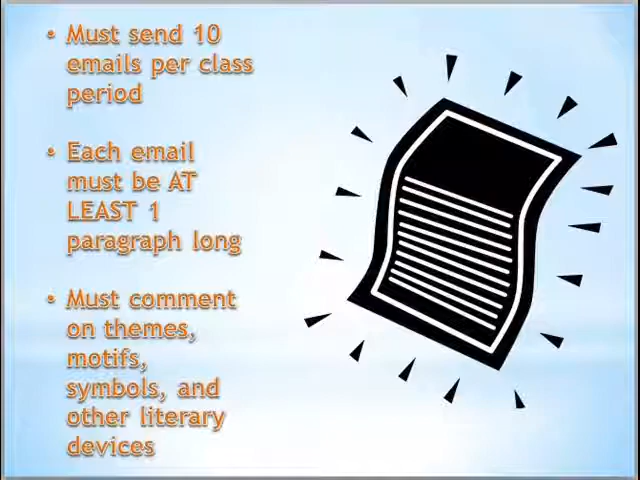 • Must send 10
emails per class
period
• Each email
must be AT
LEAST 1
paragraph long
• Must comment
on themes,
motifs,
symbols, and
other literary
devices